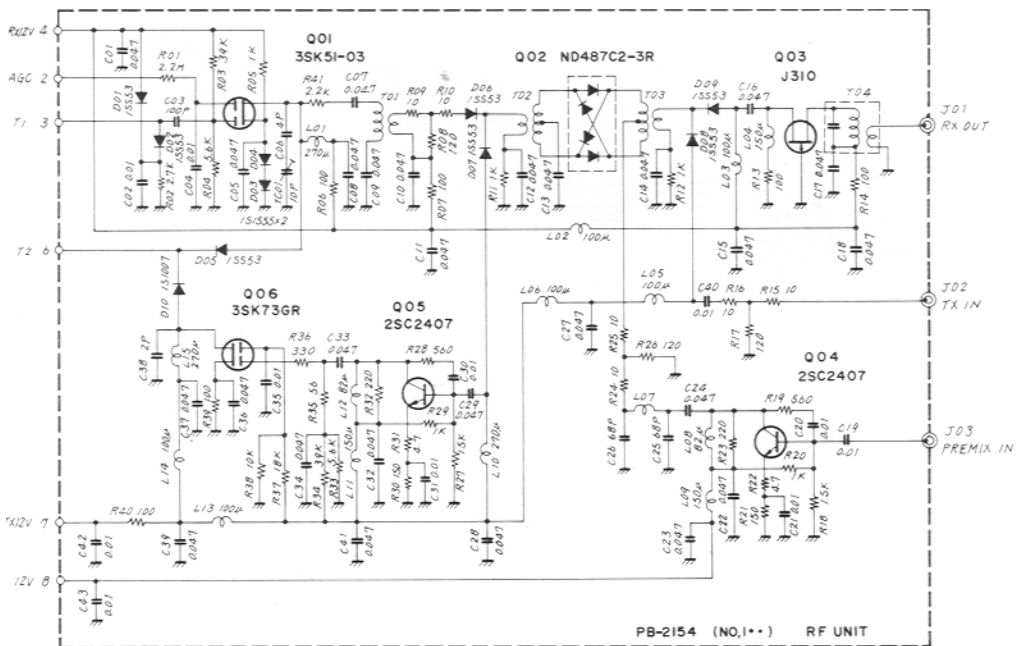 RX12V 4
AGC 2
T1 3
T2 6
TX12V 7
12V 8
C01 0.047
R01 2.2M
R03 39K
R05 1K
Q01
3SK51-03
D01 1SS53
C03 100P
D02 1SS53
C02 0.01
R02 2.7K
C04 0.01
R04 5.6K
C05 0.047
D04
D03
1S1555×2
C06 4P
TC01 10P
R41 2.2K
C07 0.047
L01 270μ
R06 100
C08 0.047
C09 0.047
T01
R09 10
R10 10
C10 0.047
R08 120
R07 100
C11 0.047
D06 1SS53
D07 1SS53
Q02 ND487C2-3R
T02
R11 1K
C12 0.047
C13 0.047
T03
C14 0.047
R12 1K
D09 1SS53
D08 1SS53
C16 0.047
Q03
J310
L03 100μ
L04 150μ
R13 100
T04
C17 0.047
R14 100
J01
RX OUT
L02 100μ
C15 0.047
C18 0.047
D05 1SS53
D10 1S1007
Q06
3SK73GR
C38 2P
L15 270μ
C37 0.047
R39 100
C36 0.047
C35 0.01
R36 330
C33 0.047
R35 56
L12 82μ
R32 220
Q05
2SC2407
R28 560
C30 0.01
C29 0.047
R29 1K
R31 4.7
R30 150
C31 0.01
R27 1.5K
L10 270μ
L14 100μ
R38 10K
R37 18K
C34 0.047
R34 39K
R33 5.6K
L11 150μ
C32 0.047
L06 100μ
C27 0.047
L05 100μ
C40 0.01
R16 10
R15 10
R17 120
J02
TX IN
R25 10
R26 120
R24 10
L07
C24 0.047
C26 68P
C25 68P
L08 82μ
R23 220
Q04
2SC2407
R19 560
C20 0.01
C19 0.01
J03
PREMIX IN
R20 1K
R22 4.7
L09 150μ
C22 0.047
R21 150
C21 0.01
R18 1.5K
C23 0.047
R40 100
L13 100μ
C42 0.01
C39 0.047
C41 0.047
C28 0.047
C43 0.01
PB-2154 (NO,1••) RF UNIT